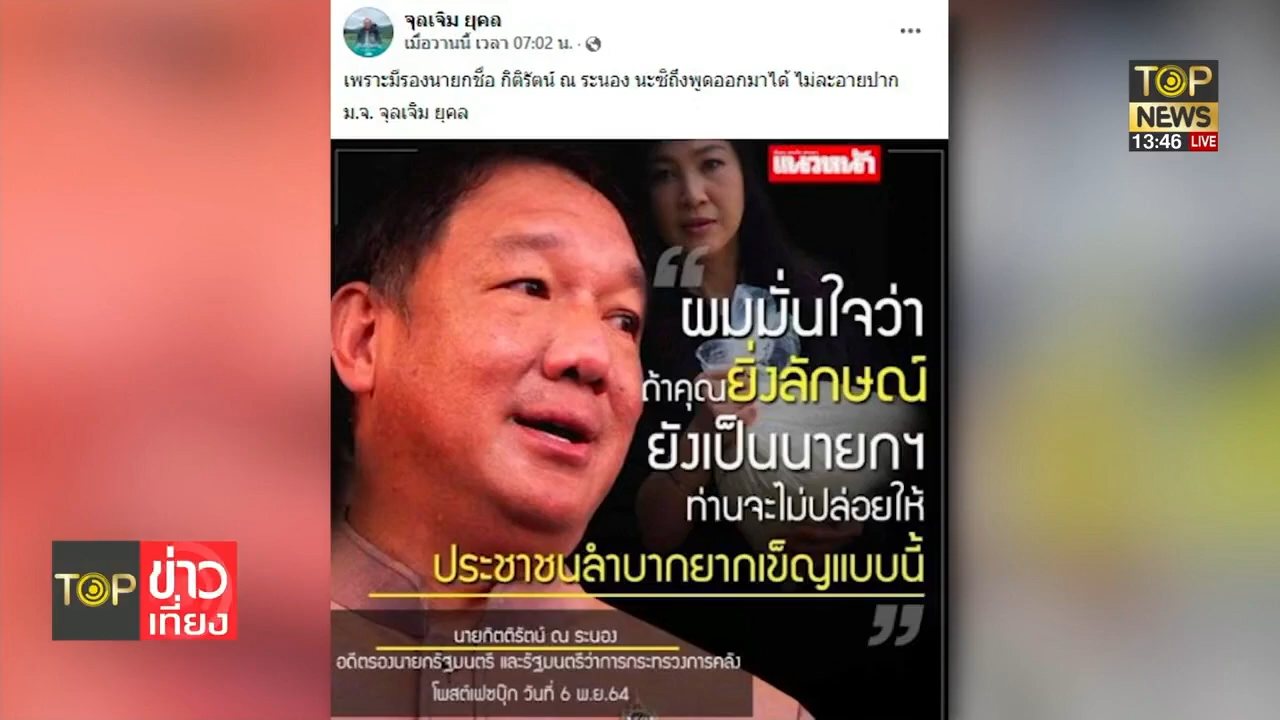 จุลเจิม ยุคล
เมื่อวานนี้ เวลา 07:02 น. ·
เพราะมีรองนายกชื่อ กิติรัตน์ ณ ระนอง นะซิถึงพูดออกมาได้ ไม่ละอายปาก
ม.จ. จุลเจิม ยุคล
TOP
NEWS
13:46 LIVE
แนวหน้า
“ผมมั่นใจว่า
ถ้าคุณยิ่งลักษณ์
ยังเป็นนายกฯ
ท่านจะไม่ปล่อยให้
ประชาชนลำบากยากเข็ญแบบนี้”
นายกิตติรัตน์ ณ ระนอง
อดีตรองนายกรัฐมนตรี และรัฐมนตรีว่าการกระทรวงการคลัง
โพสต์เฟซบุ๊ก วันที่ 6 พ.ย.64
TOP ข่าว
เที่ยง